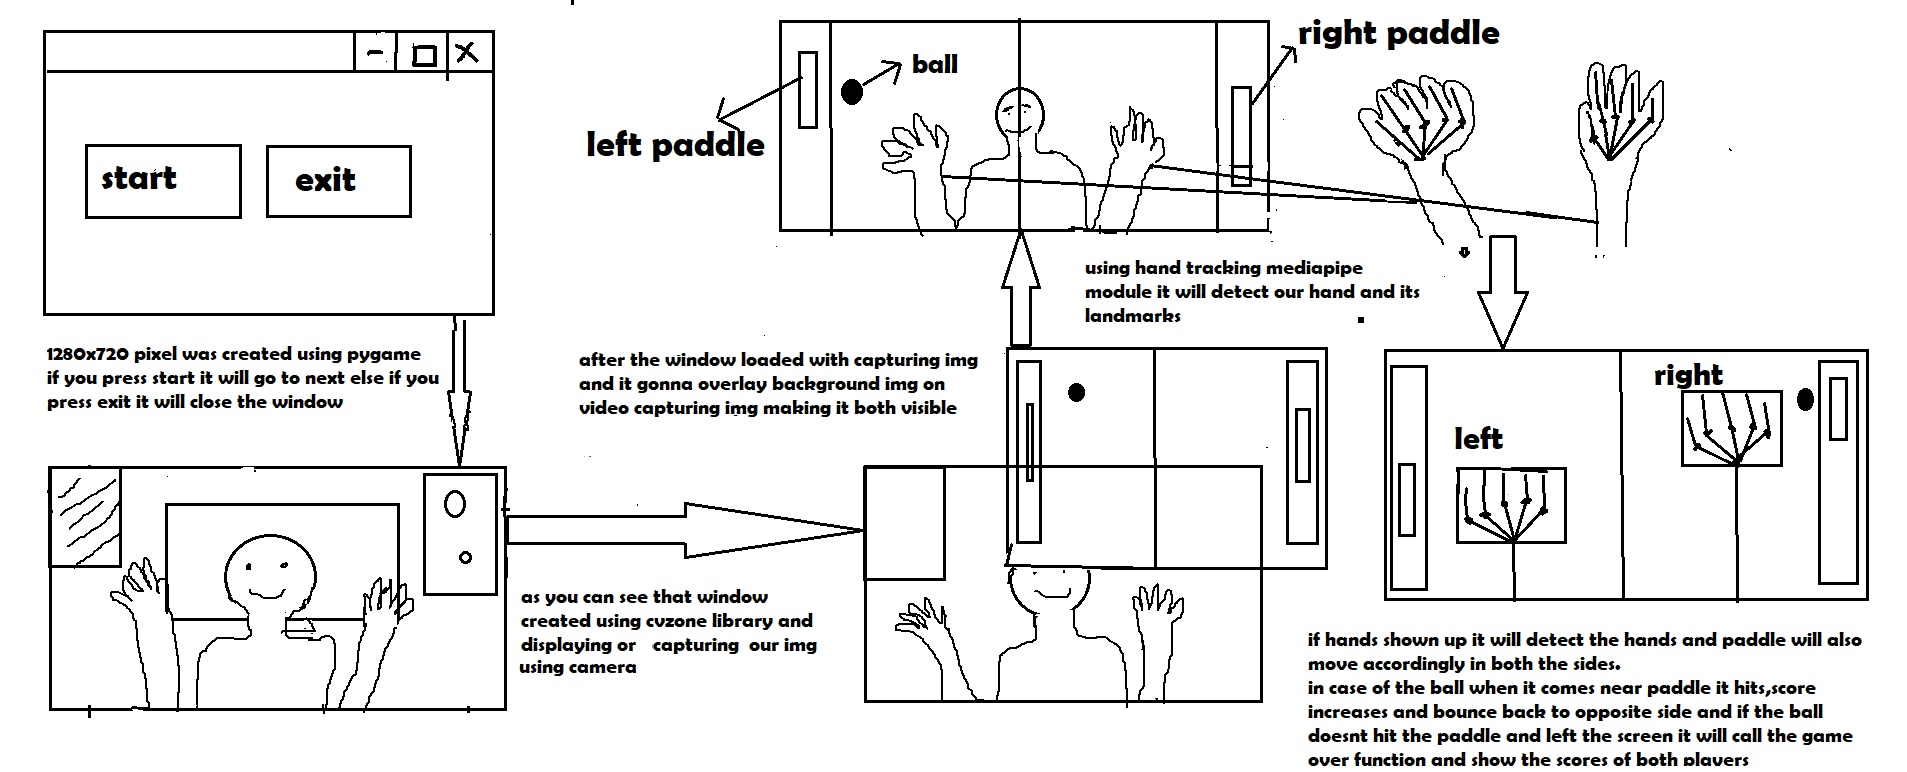 start
exit
1280x720 pixel was created using pygame
if you press start it will go to next else if you
press exit it will close the window
left paddle
ball
right paddle
using hand tracking mediapipe
module it will detect our hand and its
landmarks
after the window loaded with capturing img
and it gonna overlay background img on
video capturing img making it both visible
as you can see that window
created using cvzone library and
displaying or capturing our img
using camera
left
right
if hands shown up it will detect the hands and paddle will also
move accordingly in both the sides.
in case of the ball when it comes near paddle it hits,score
increases and bounce back to opposite side and if the ball
doesnt hit the paddle and left the screen it will call the game
over function and show the scores of both players